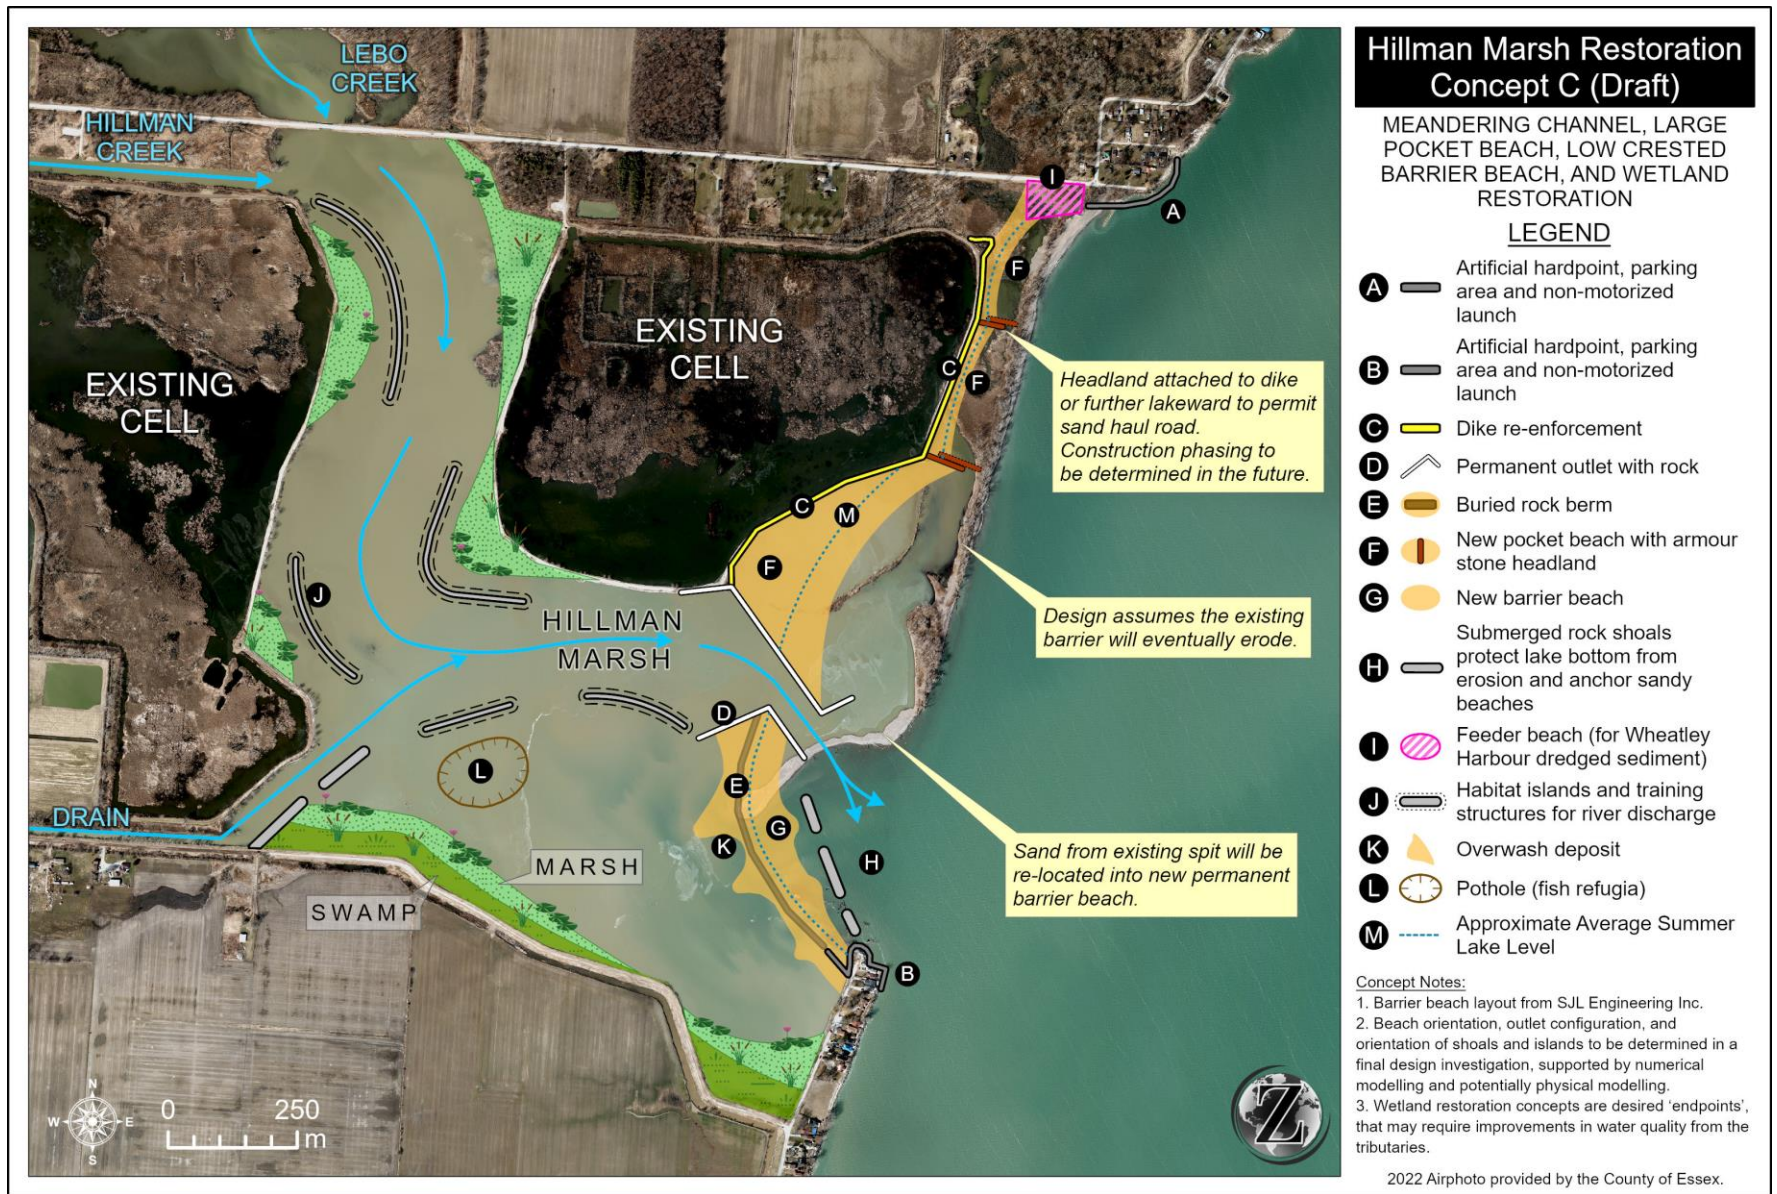 LEBO
CREEK
HILLMAN
CREEK
EXISTING
CELL
EXISTING
CELL
I
A
F
C
F
Headland attached to dike
or further lakeward to permit
sand haul road.
Construction phasing to
be determined in the future.
C
M
F
J
HILLMAN
MARSH
Design assumes the existing
barrier will eventually erode.
D
L
E
G
K
H
DRAIN
MARSH
SWAMP
Sand from existing spit will be
re-located into new permanent
barrier beach.
B
N
W
E
S
0 250
m
Z
Hillman Marsh Restoration
Concept C (Draft)
MEANDERING CHANNEL, LARGE
POCKET BEACH, LOW CRESTED
BARRIER BEACH, AND WETLAND
RESTORATION
LEGEND
A Artificial hardpoint, parking
area and non-motorized
launch
B Artificial hardpoint, parking
area and non-motorized
launch
C Dike re-enforcement
D Permanent outlet with rock
E Buried rock berm
F New pocket beach with armour
stone headland
G New barrier beach
H Submerged rock shoals
protect lake bottom from
erosion and anchor sandy
beaches
I Feeder beach (for Wheatley
Harbour dredged sediment)
J Habitat islands and training
structures for river discharge
K Overwash deposit
L Pothole (fish refugia)
M Approximate Average Summer
Lake Level
Concept Notes:
1. Barrier beach layout from SJL Engineering Inc.
2. Beach orientation, outlet configuration, and
orientation of shoals and islands to be determined in a
final design investigation, supported by numerical
modelling and potentially physical modelling.
3. Wetland restoration concepts are desired 'endpoints',
that may require improvements in water quality from the
tributaries.
2022 Airphoto provided by the County of Essex.